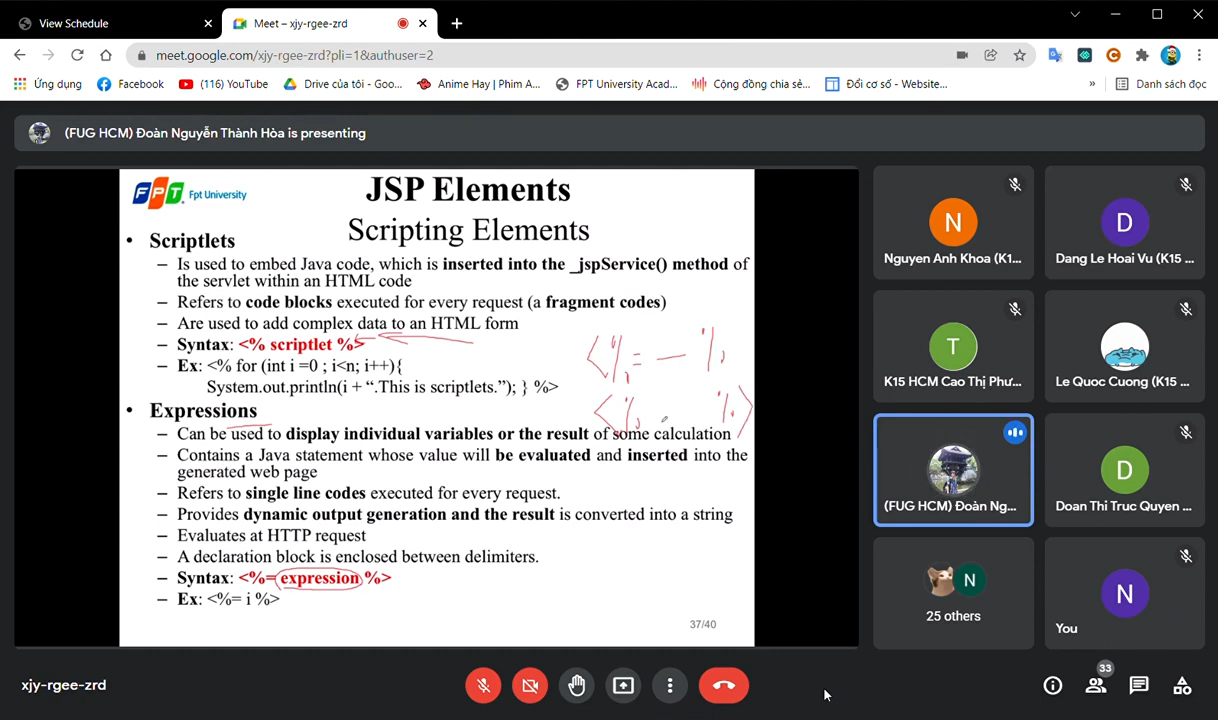 View Schedule
Meet – xjy-rgee-zrd
meet.google.com/xjy-rgee-zrd?pli=1&authuser=2
Ứng dụng
Facebook
(116) YouTube
Drive của tôi - Goo...
Anime Hay | Phim A...
FPT University Acad...
Cộng đồng chia sẻ...
Đổi cơ số - Website...
»
Danh sách đọc
(FUG HCM) Đoàn Nguyễn Thành Hòa is presenting
FPT Fpt University
JSP Elements
Scripting Elements
• Scriptlets
– Is used to embed Java code, which is inserted into the _jspService() method of
the servlet within an HTML code
– Refers to code blocks executed for every request (a fragment codes)
– Are used to add complex data to an HTML form
– Syntax: <% scriptlet %>
– Ex: <% for (int i =0 ; i<n; i++){
System.out.println(i + “.This is scriptlets.”); } %>
<%= — %
<% %>
• Expressions
– Can be used to display individual variables or the result of some calculation
– Contains a Java statement whose value will be evaluated and inserted into the
generated web page
– Refers to single line codes executed for every request.
– Provides dynamic output generation and the result is converted into a string
– Evaluates at HTTP request
– A declaration block is enclosed between delimiters.
– Syntax: <%= expression %>
– Ex: <%= i %>
37/40
N
Nguyen Anh Khoa (K1...
D
Dang Le Hoai Vu (K15 ...
T
K15 HCM Cao Thị Phư...
Le Quoc Cuong (K15 ...
(FUG HCM) Đoàn Ng...
D
Doan Thi Truc Quyen ...
N
25 others
N
You
xjy-rgee-zrd
33